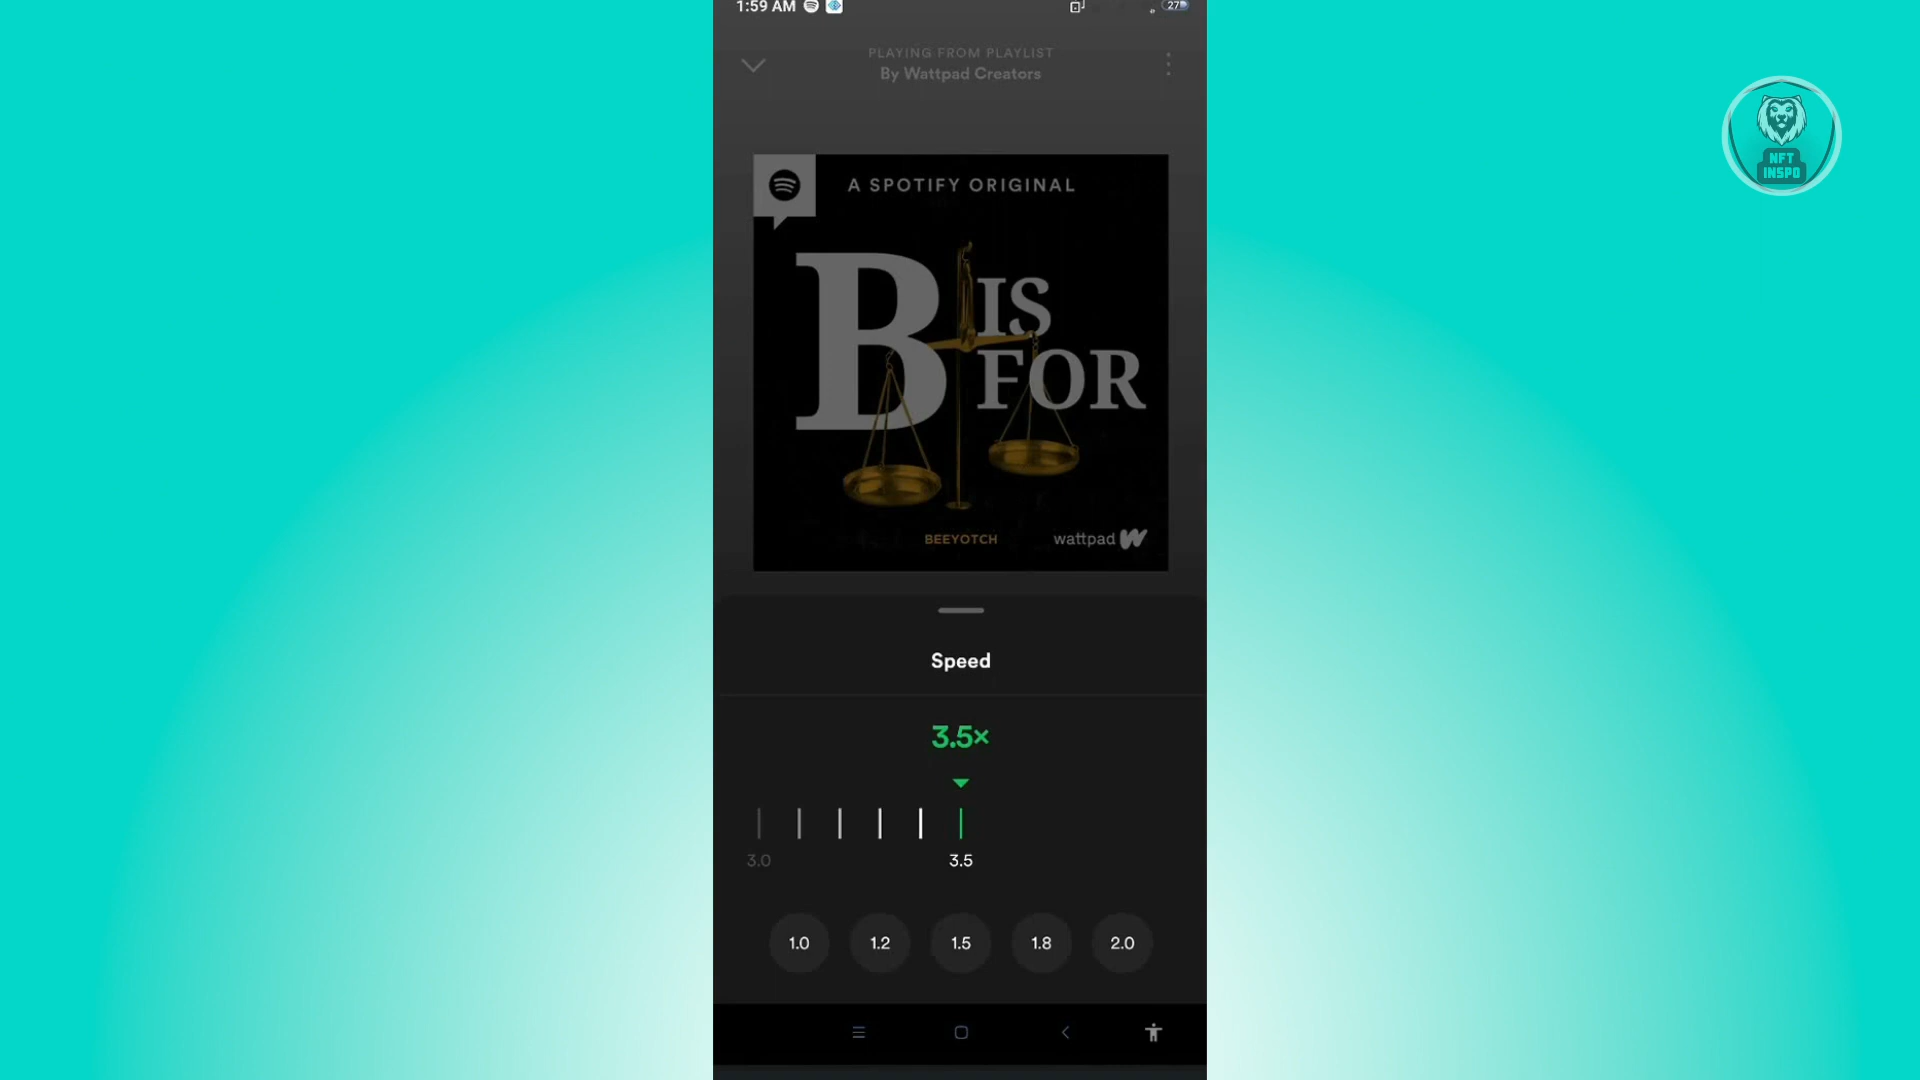 1:59 AM
27
PLAYING FROM PLAYLIST
By Wattpad Creators
NFT
INSPO
A SPOTIFY ORIGINAL
B IS
FOR
BEEYOTCH
wattpad W
Speed
3.5×
3.0
3.5
1.0
1.2
1.5
1.8
2.0